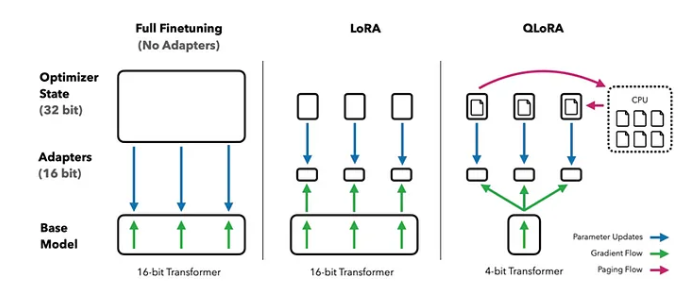 Full Finetuning
(No Adapters)
LoRA
QLoRA
Optimizer
State
(32 bit)
CPU
Adapters
(16 bit)
Base
Model
Parameter Updates
Gradient Flow
Paging Flow
16-bit Transformer
16-bit Transformer
4-bit Transformer